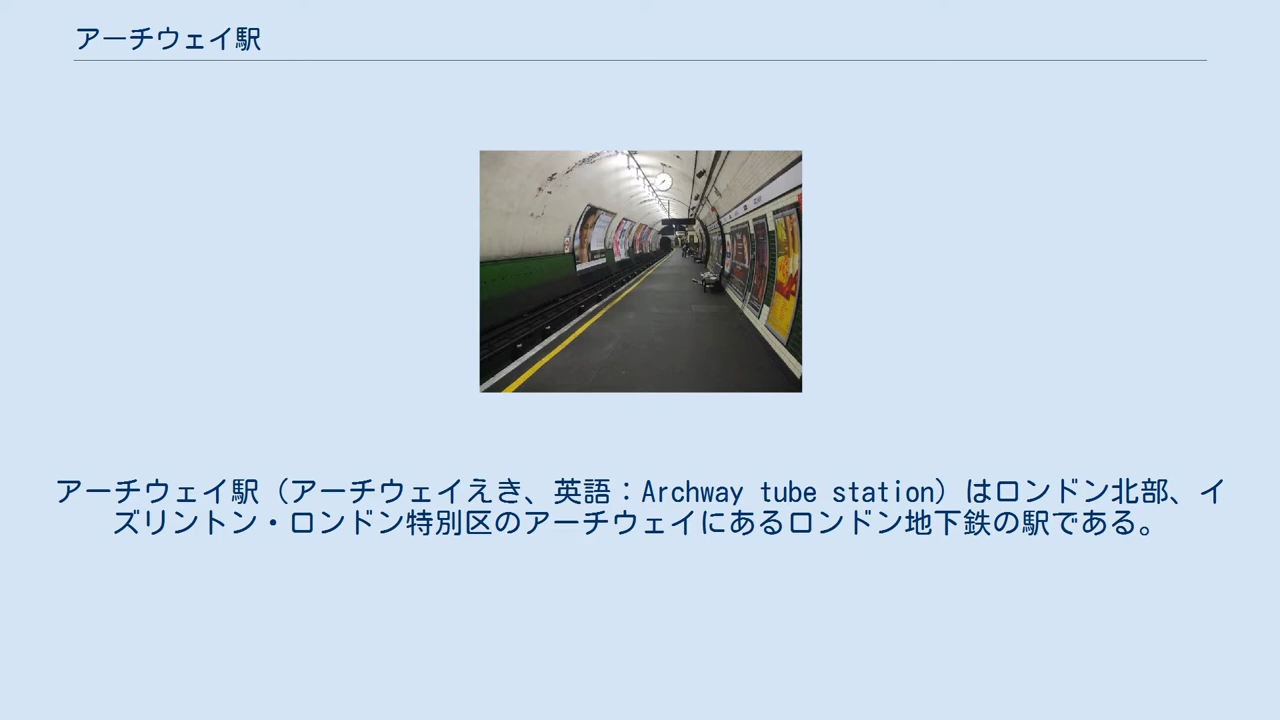 アーチウェイ駅
アーチウェイ駅（アーチウェイえき、英語：Archway tube station）はロンドン北部、イ
ズリントン・ロンドン特別区のアーチウェイにあるロンドン地下鉄の駅である。